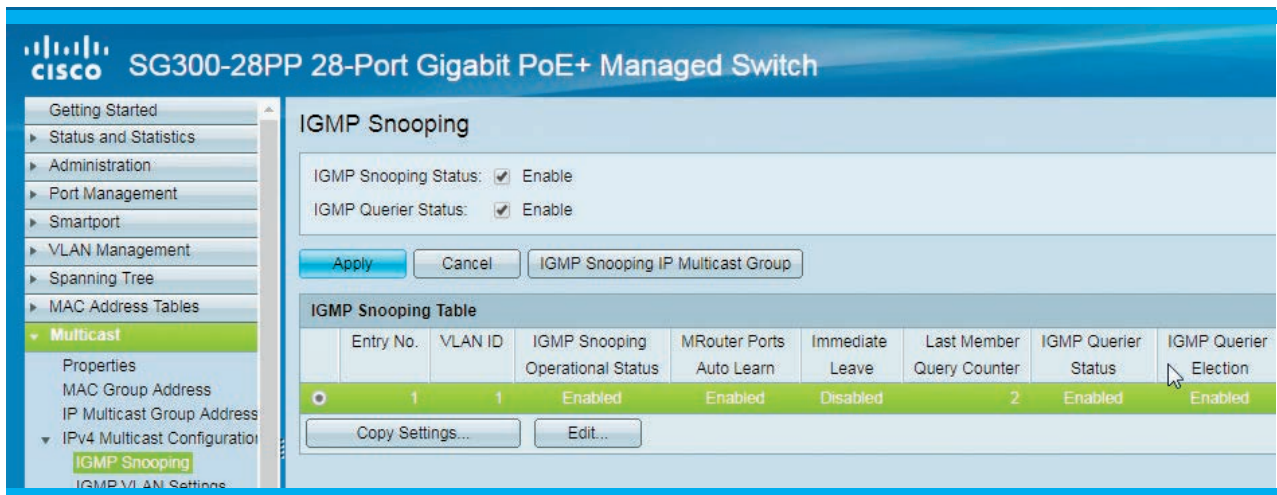 cisco SG300-28PP 28-Port Gigabit PoE+ Managed Switch
Getting Started
Status and Statistics
Administration
Port Management
Smartport
VLAN Management
Spanning Tree
MAC Address Tables
Multicast
Properties
MAC Group Address
IP Multicast Group Address
IPv4 Multicast Configuration
IGMP Snooping
IGMP VLAN Settings
IGMP Snooping
IGMP Snooping Status: Enable
IGMP Querier Status: Enable
Apply Cancel IGMP Snooping IP Multicast Group
IGMP Snooping Table
Entry No. VLAN ID IGMP Snooping MRouter Ports Immediate Last Member IGMP Querier IGMP Querier
Operational Status Auto Learn Leave Query Counter Status Election
1 1 Enabled Enabled Disabled 2 Enabled Enabled
Copy Settings... Edit...